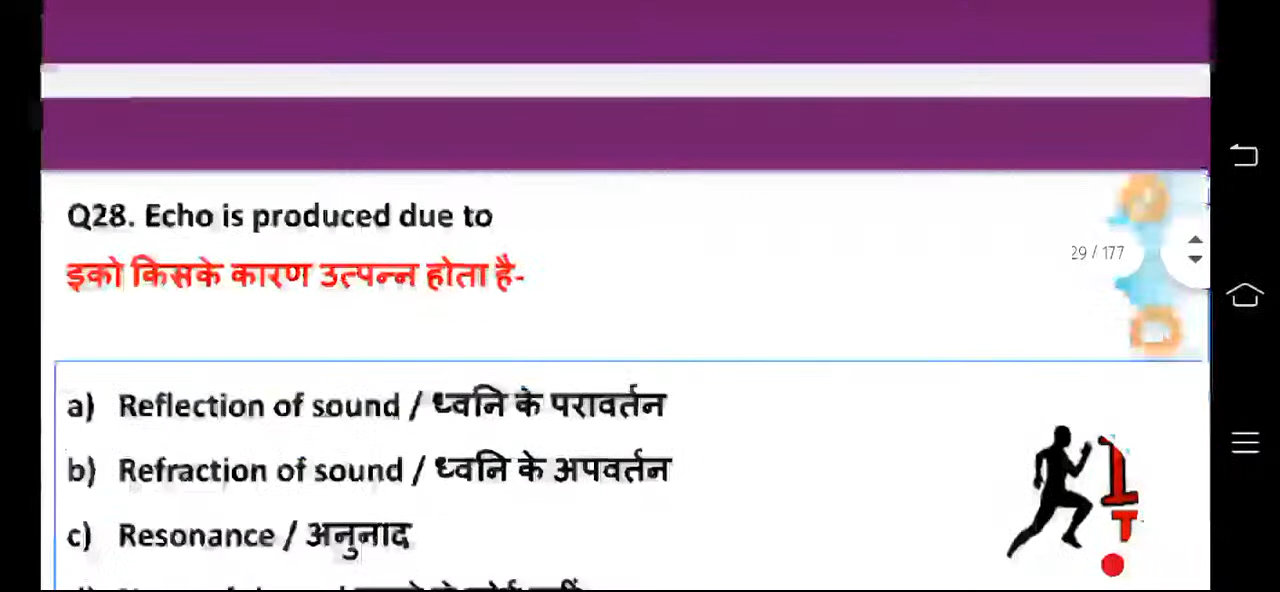 Q28. Echo is produced due to
इको किसके कारण उत्पन्न होता है-
29 / 177
a) Reflection of sound / ध्वनि के परावर्तन
b) Refraction of sound / ध्वनि के अपवर्तन
c) Resonance / अनुनाद